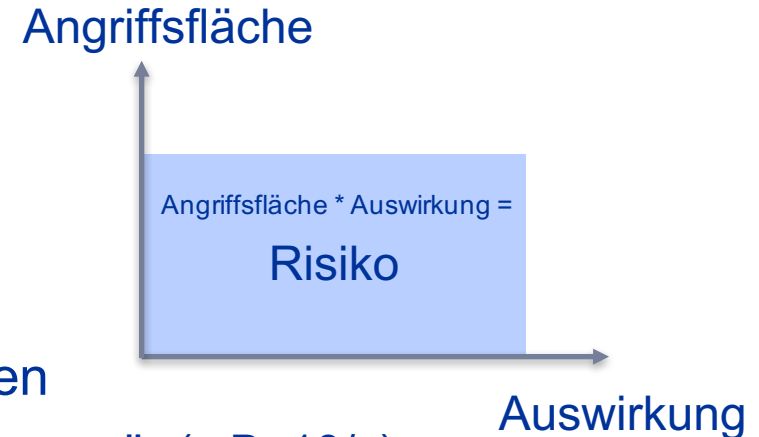 Angriffsfläche
Angriffsfläche * Auswirkung =
Risiko
en
Auswirkung